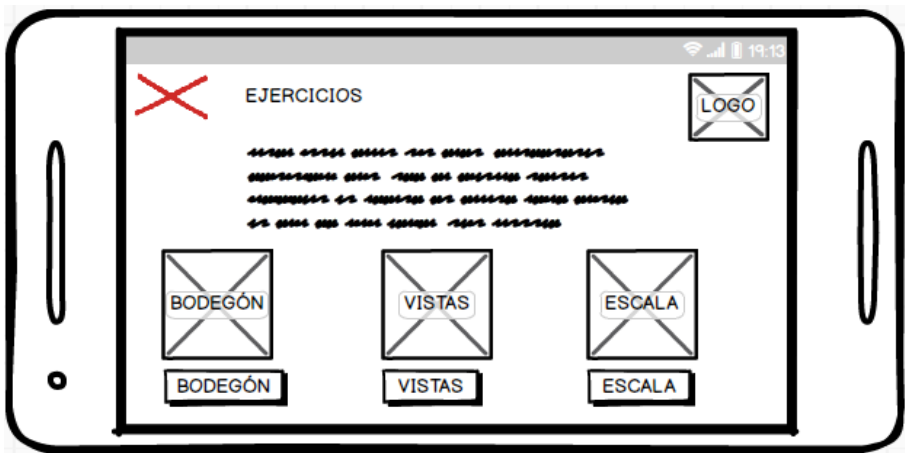 19:13
EJERCICIOS
LOGO
BODEGÓN
VISTAS
ESCALA
BODEGÓN
VISTAS
ESCALA